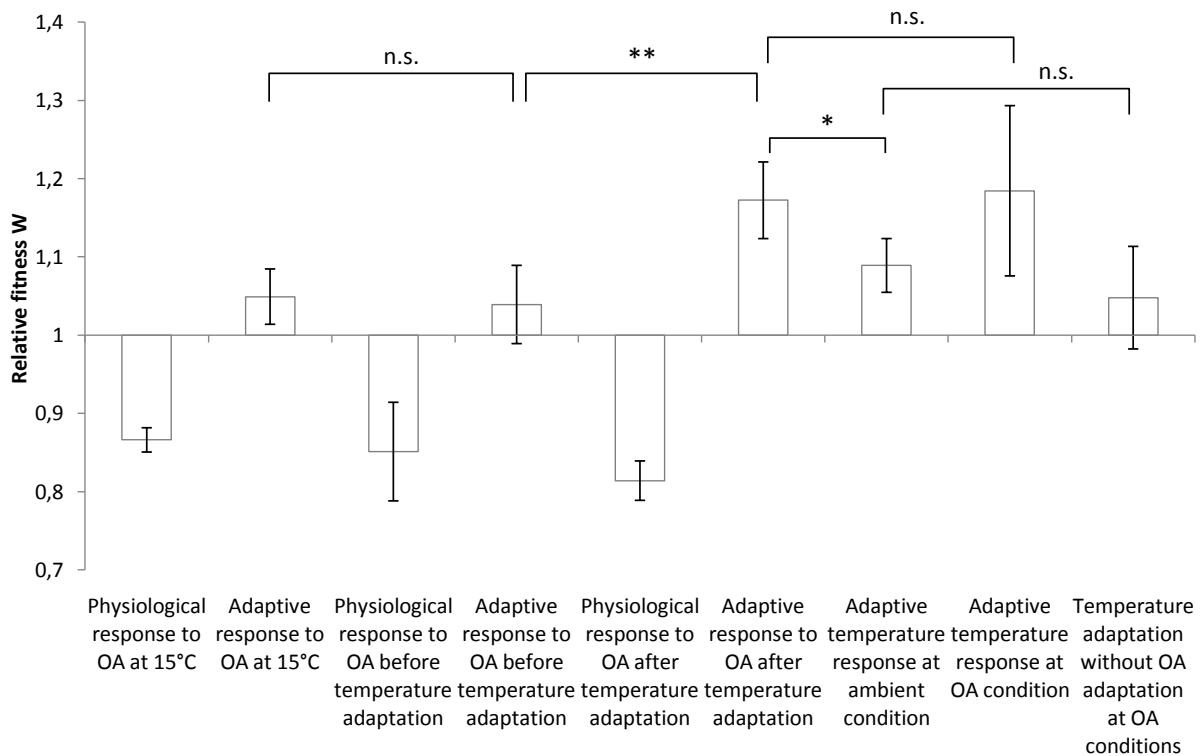 1,4
1,3
1,2
1,1
1
0,9
0,8
0,7
Relative fitness W
n.s.
**
n.s.
*
n.s.
Physiological
response to
OA at 15°C
Adaptive
response to
OA at 15°C
Physiological
response to
OA before
temperature
adaptation
Adaptive
response to
OA before
temperature
adaptation
Physiological
response to
OA after
temperature
adaptation
Adaptive
response to
OA after
temperature
adaptation
Adaptive
temperature
response at
ambient
condition
Adaptive
temperature
response at
OA condition
Temperature
adaptation
without OA
adaptation
at OA
conditions